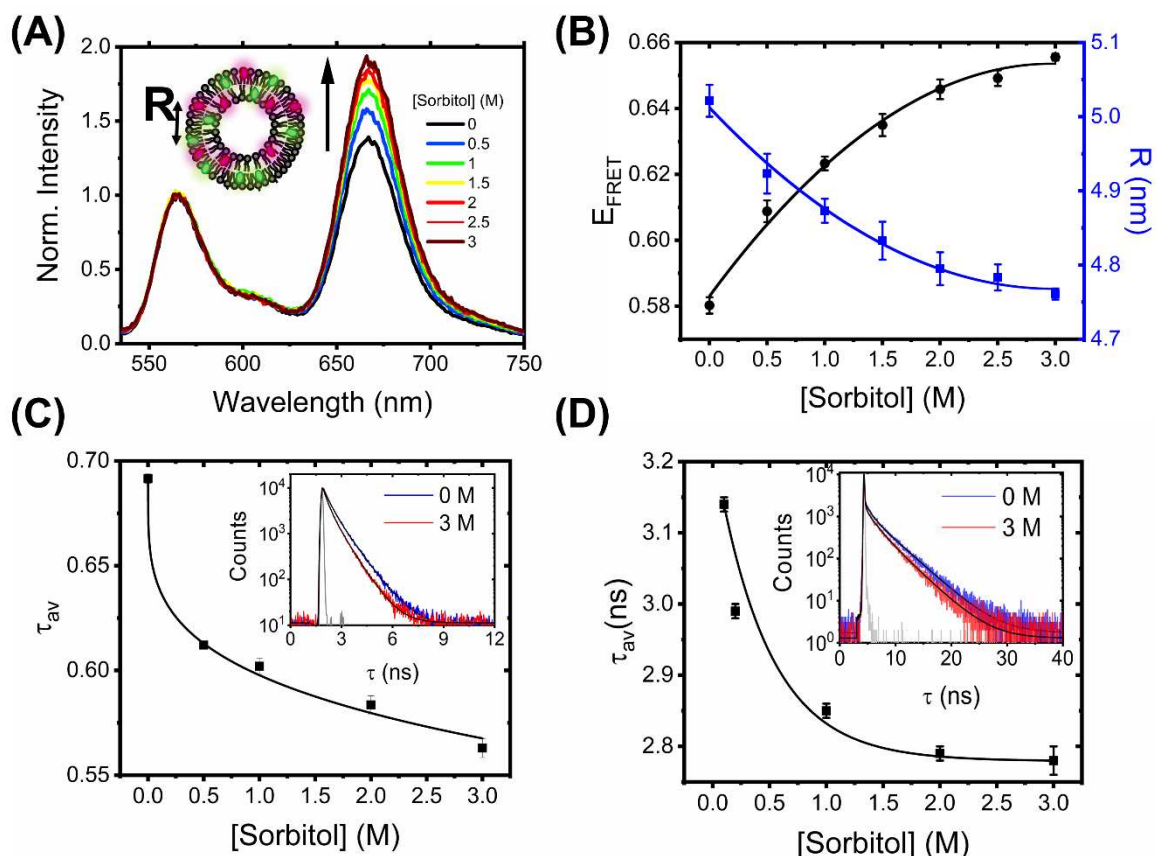 (A)
2.0
1.5
1.0
0.5
0.0
Norm. Intensity
550 600 650 700 750
Wavelength (nm)
R
[Sorbitol] (M)
0
0.5
1
1.5
2
2.5
3
(B)
0.66
0.64
0.62
0.60
0.58
E_FRET
5.1
5.0
4.9
4.8
4.7
R (nm)
0.0 0.5 1.0 1.5 2.0 2.5 3.0
[Sorbitol] (M)
(C)
0.70
0.65
0.60
0.55
τav
0.0 0.5 1.0 1.5 2.0 2.5 3.0
[Sorbitol] (M)
10⁴
10³
10²
10¹
Counts
0 M
3 M
0 3 6 9 12
τ (ns)
(D)
3.2
3.1
3.0
2.9
2.8
τav(ns)
0.0 0.5 1.0 1.5 2.0 2.5 3.0
[Sorbitol] (M)
10⁴
10³
10²
10¹
10⁰
Counts
0 M
3 M
0 10 20 30 40
τ (ns)